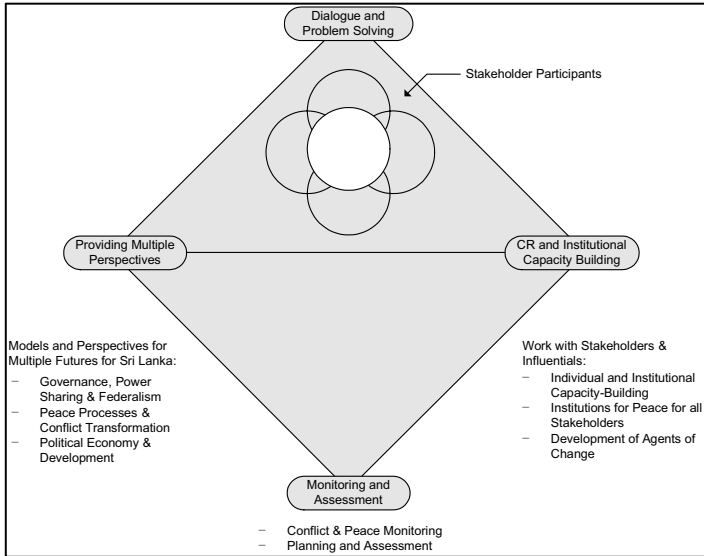 Dialogue and
Problem Solving
Stakeholder Participants
Providing Multiple
Perspectives
CR and Institutional
Capacity Building
Models and Perspectives for
Multiple Futures for Sri Lanka:
– Governance, Power
Sharing & Federalism
– Peace Processes &
Conflict Transformation
– Political Economy &
Development
Work with Stakeholders &
Influentials:
– Individual and Institutional
Capacity-Building
– Institutions for Peace for all
Stakeholders
– Development of Agents of
Change
Monitoring and
Assessment
– Conflict & Peace Monitoring
– Planning and Assessment